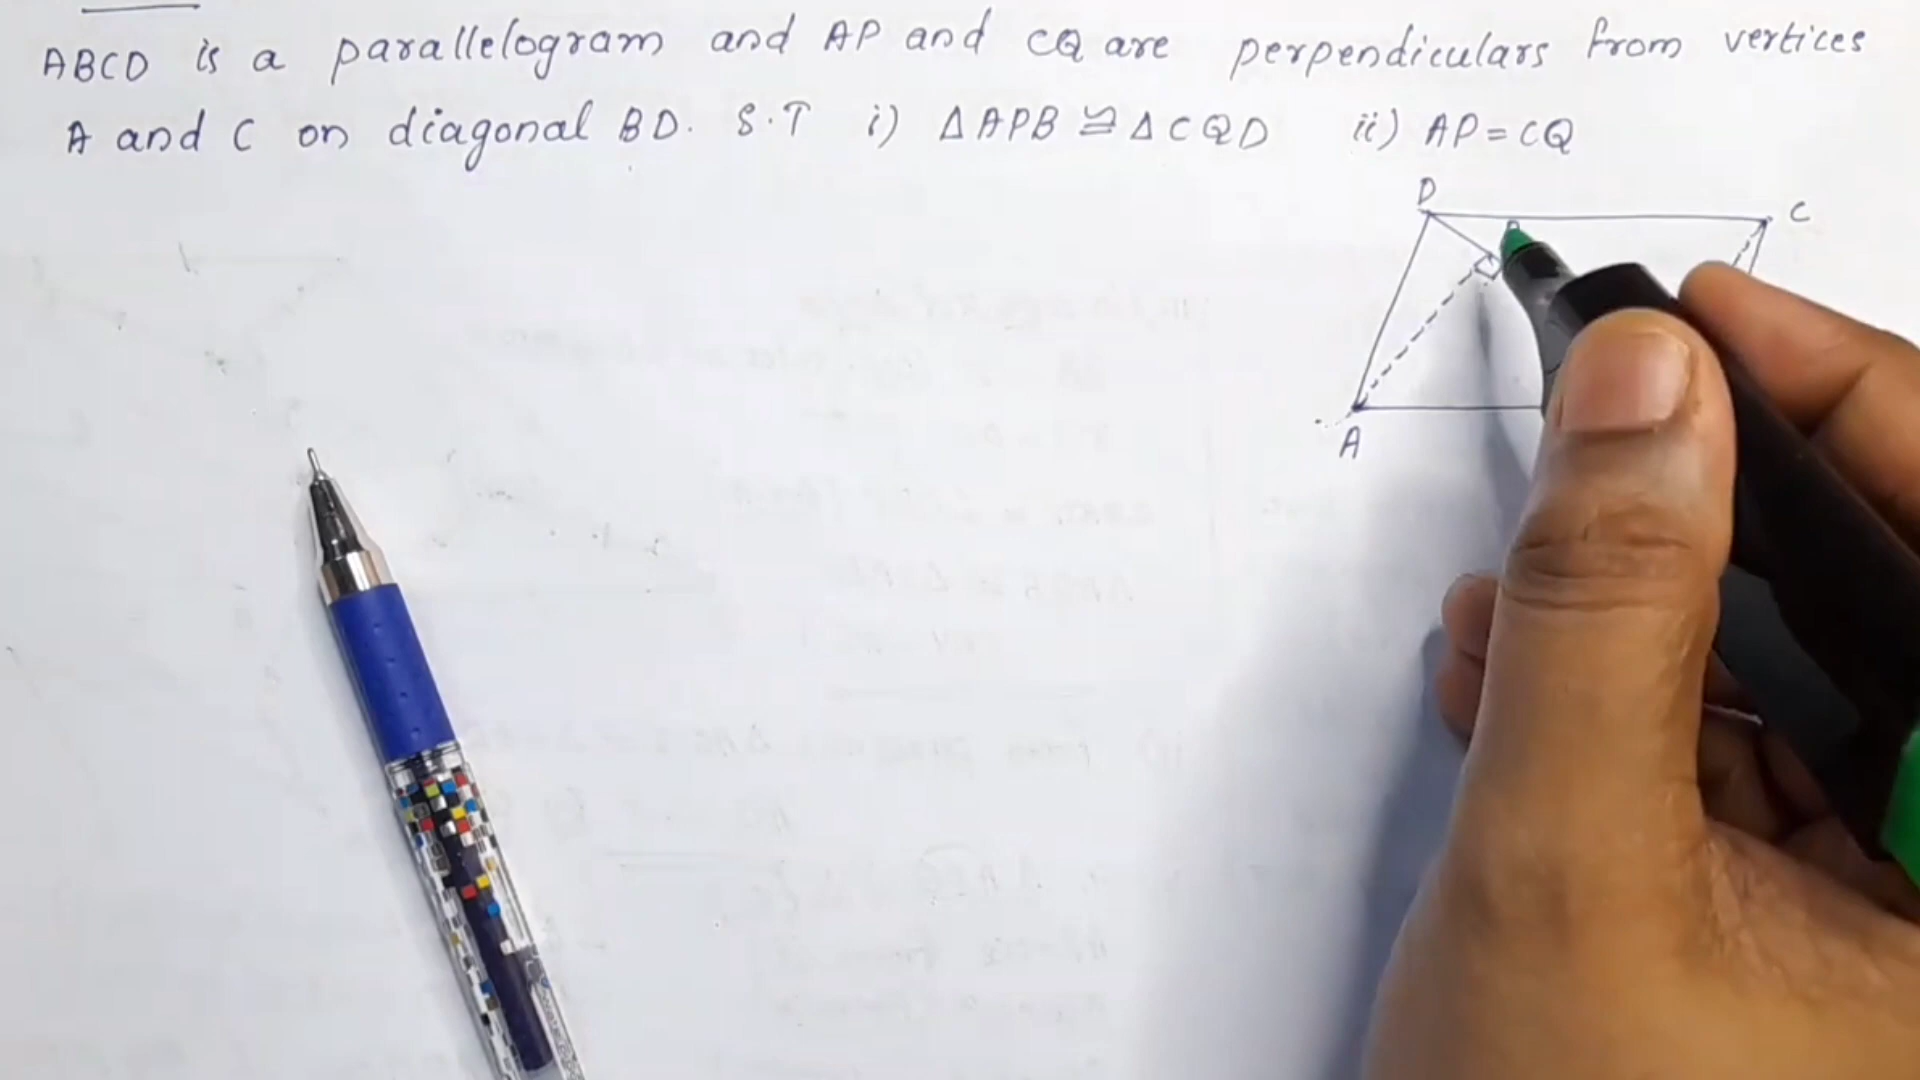 ABCD is a parallelogram and AP and CQ are perpendiculars from vertices
A and C on diagonal BD. S.T i) ΔAPB ≅ ΔCQD ii) AP = CQ
D
C
A